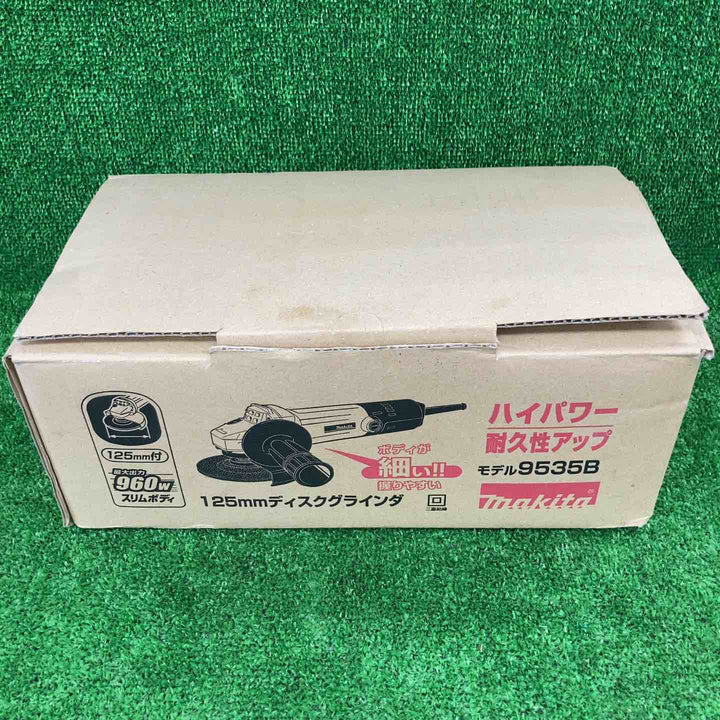 125mm付
最大出力
960W
スリムボディ
makita
125mmディスクグラインダ
ボディが
細い!!
握りやすい
二重絶縁
ハイパワー
耐久性アップ
モデル9535B
makita®